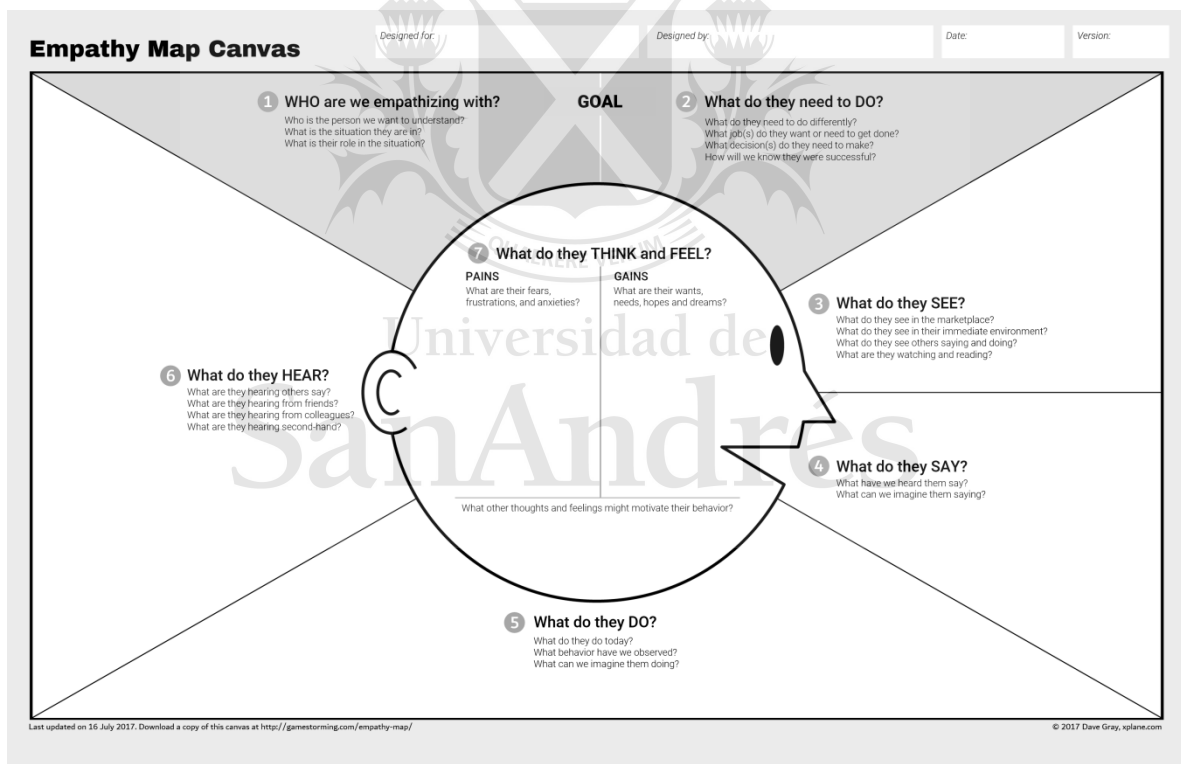 Empathy Map Canvas
Designed for:
Designed by:
Date:
Version:
1 WHO are we empathizing with?
Who is the person we want to understand?
What is the situation they are in?
What is their role in the situation?
GOAL
2 What do they need to DO?
What do they need to do differently?
What job(s) do they want or need to get done?
What decision(s) do they need to make?
How will we know they were successful?
7 What do they THINK and FEEL?
PAINS
What are their fears,
frustrations, and anxieties?
GAINS
What are their wants,
needs, hopes and dreams?
3 What do they SEE?
What do they see in the marketplace?
What do they see in their immediate environment?
What do they see others saying and doing?
What are they watching and reading?
6 What do they HEAR?
What are they hearing others say?
What are they hearing from friends?
What are they hearing from colleagues?
What are they hearing second-hand?
4 What do they SAY?
What have we heard them say?
What can we imagine them saying?
What other thoughts and feelings might motivate their behavior?
5 What do they DO?
What do they do today?
What behavior have we observed?
What can we imagine them doing?
Last updated on 16 July 2017. Download a copy of this canvas at http://gamestorming.com/empathy-map/
© 2017 Dave Gray, xplane.com
QUAERERE VERUM
Universidad de
SanAndrés